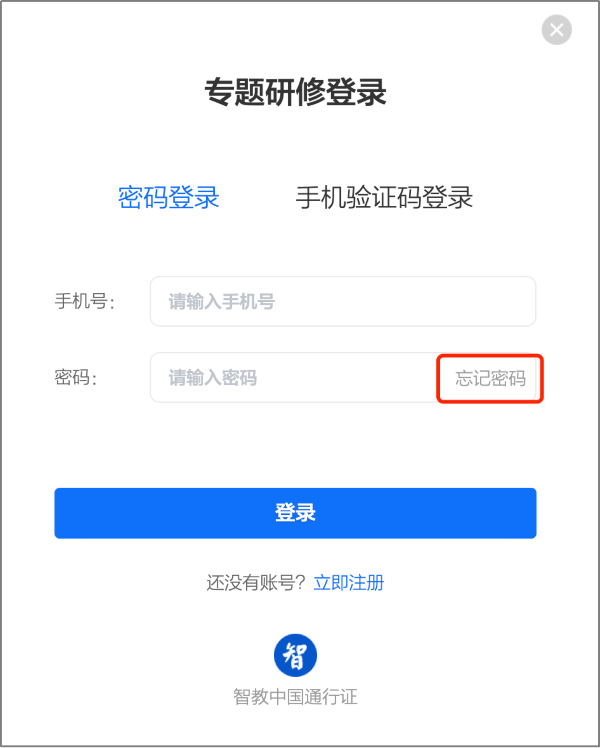 专题研修登录
密码登录 手机验证码登录
手机号： 请输入手机号
密码： 请输入密码 忘记密码
登录
还没有账号？立即注册
智
智教中国通行证